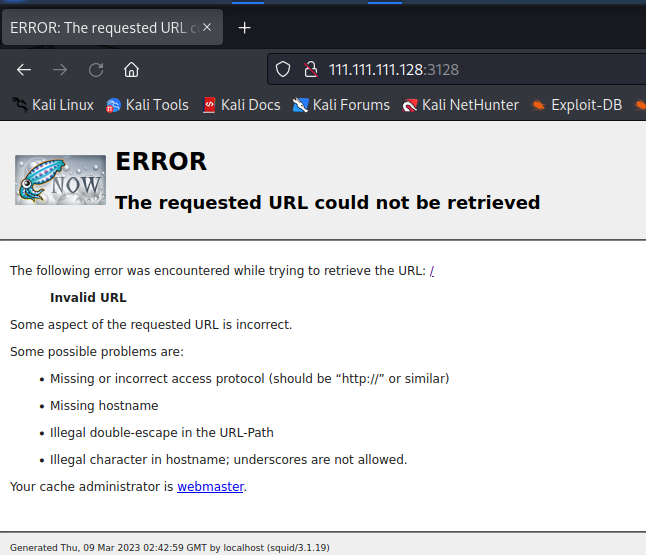 ERROR: The requested URL c
111.111.111.128:3128
Kali Linux Kali Tools Kali Docs Kali Forums Kali NetHunter Exploit-DB
NOW
ERROR
The requested URL could not be retrieved
The following error was encountered while trying to retrieve the URL: /
Invalid URL
Some aspect of the requested URL is incorrect.
Some possible problems are:
• Missing or incorrect access protocol (should be “http://” or similar)
• Missing hostname
• Illegal double-escape in the URL-Path
• Illegal character in hostname; underscores are not allowed.
Your cache administrator is webmaster.
Generated Thu, 09 Mar 2023 02:42:59 GMT by localhost (squid/3.1.19)